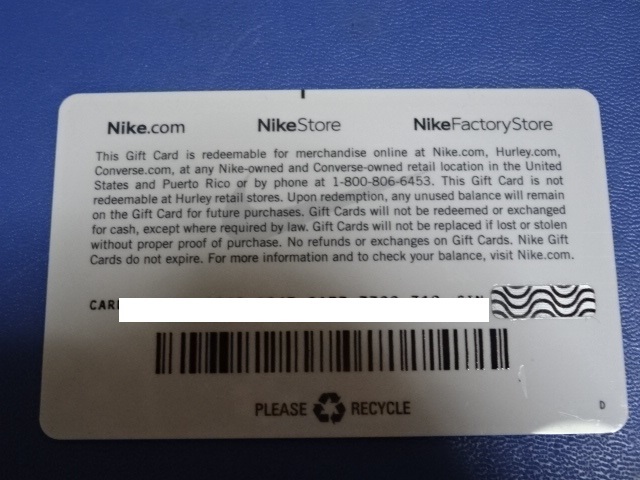 Nike.com
NikeStore
NikeFactoryStore
This Gift Card is redeemable for merchandise online at Nike.com, Hurley.com,
Converse.com, at any Nike-owned and Converse-owned retail location in the United
States and Puerto Rico or by phone at 1-800-806-6453. This Gift Card is not
redeemable at Hurley retail stores. Upon redemption, any unused balance will remain
on the Gift Card for future purchases. Gift Cards will not be redeemed or exchanged
for cash, except where required by law. Gift Cards will not be replaced if lost or stolen
without proper proof of purchase. No refunds or exchanges on Gift Cards. Nike Gift
Cards do not expire. For more information and to check your balance, visit Nike.com.
PLEASE RECYCLE
D